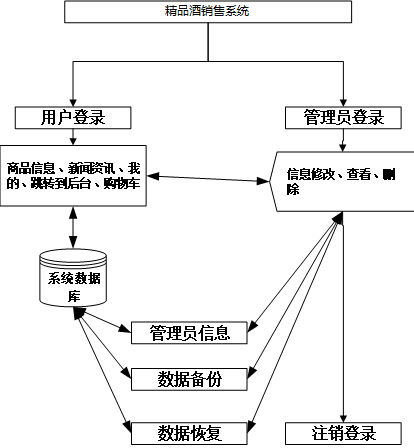 精品酒销售系统
用户登录
管理员登录
商品信息、新闻资讯、我
的、跳转到后台、购物车
信息修改、查看、删
除
系统数据
库
管理员信息
数据备份
数据恢复
注销登录